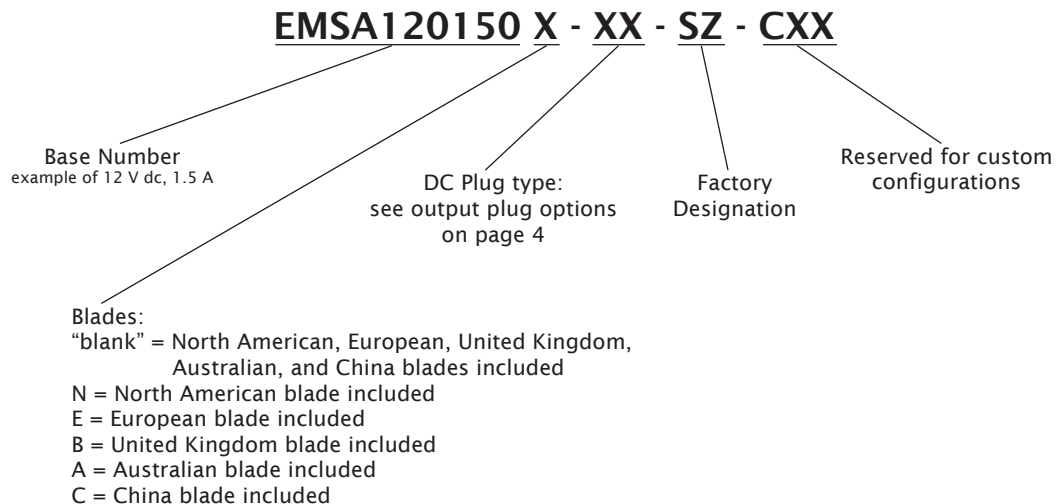 EMSA120150 X - XX - SZ - CXX
Base Number
example of 12 V dc, 1.5 A
DC Plug type:
see output plug options
on page 4
Factory
Designation
Reserved for custom
configurations
Blades:
“blank” = North American, European, United Kingdom,
Australian, and China blades included
N = North American blade included
E = European blade included
B = United Kingdom blade included
A = Australian blade included
C = China blade included